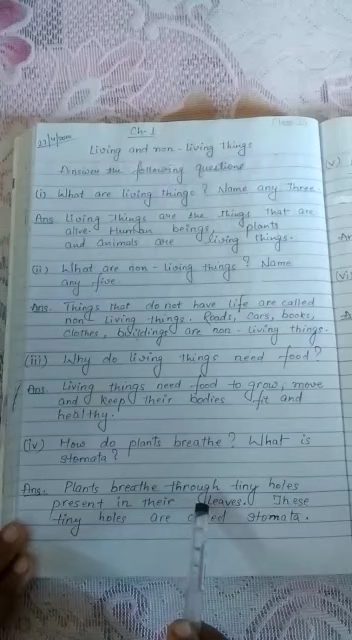 Ch-1
Living and non-living Things
Answer the following questions
(i) What are living things? Name any Three.
Ans. Living Things are the Things that are
alive. Human beings, plants
and animals are living things.
(ii) What are non-living things? Name
any five
Ans. Things that do not have life are called
non living things. Roads, cars, books,
clothes, buildings are non-living things.
(iii) Why do living things need food?
Ans. Living things need food to grow, move
and keep their bodies fit and
healthy.
(iv) How do plants breathe? What is
stomata?
Ans. Plants breathe through tiny holes
present in their leaves. These
tiny holes are called stomata.
(v)
(vi)